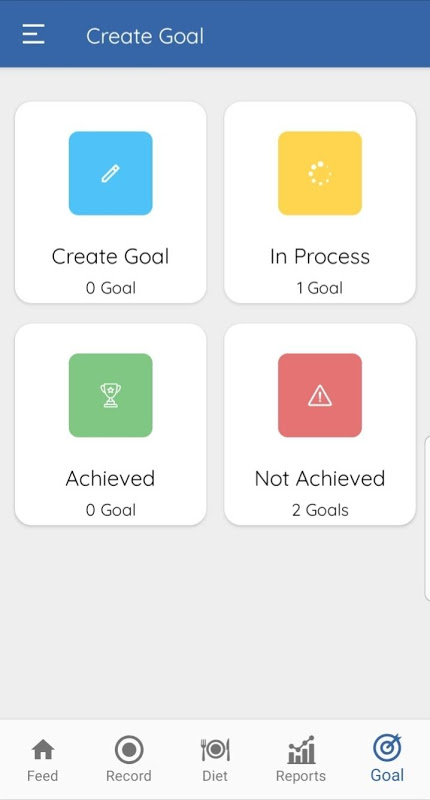 Create Goal
Create Goal
0 Goal
In Process
1 Goal
Achieved
0 Goal
Not Achieved
2 Goals
Feed
Record
Diet
Reports
Goal